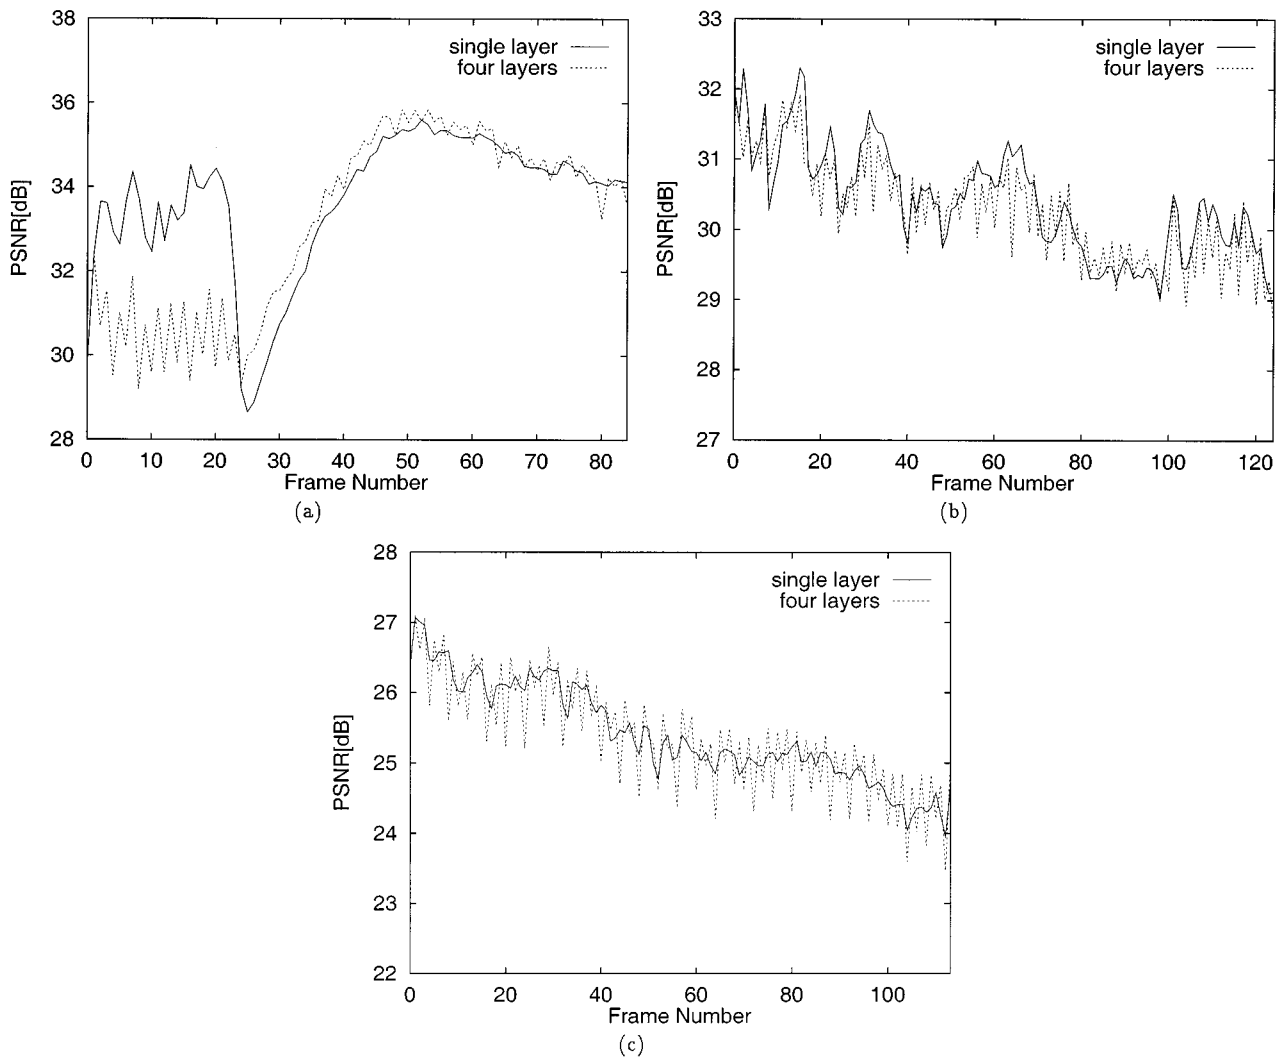 38
36
34
32
30
28
PSNR[dB]
single layer
four layers
0 10 20 30 40 50 60 70 80
Frame Number
(a)
33
32
31
30
29
28
27
PSNR[dB]
single layer
four layers
0 20 40 60 80 100 120
Frame Number
(b)
28
27
26
25
24
23
22
PSNR[dB]
single layer
four layers
0 20 40 60 80 100
Frame Number
(c)